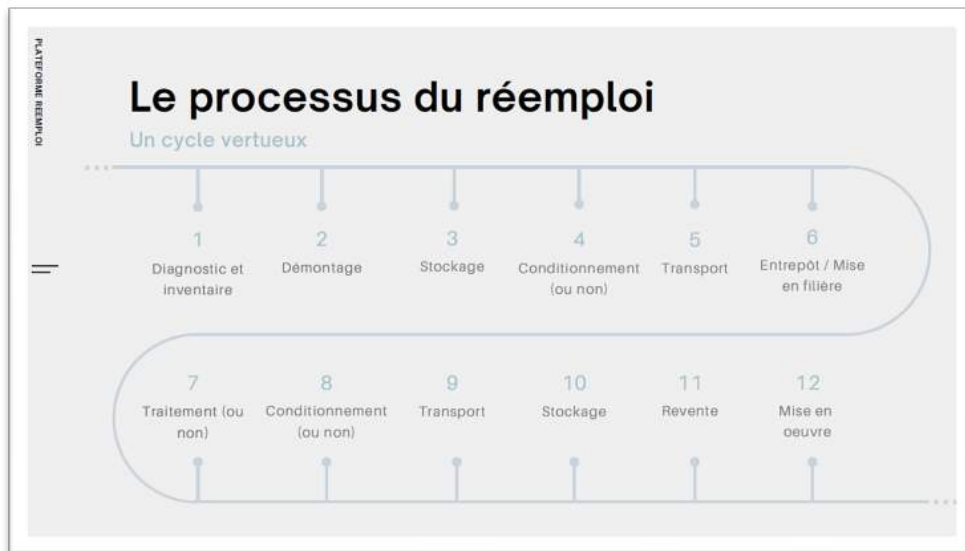 PLATEFORME REEMPLOI
Le processus du réemploi
Un cycle vertueux
1
Diagnostic et
inventaire
2
Démontage
3
Stockage
4
Conditionnement
(ou non)
5
Transport
6
Entrepôt / Mise
en filière
7
Traitement (ou
non)
8
Conditionnement
(ou non)
9
Transport
10
Stockage
11
Revente
12
Mise en
oeuvre